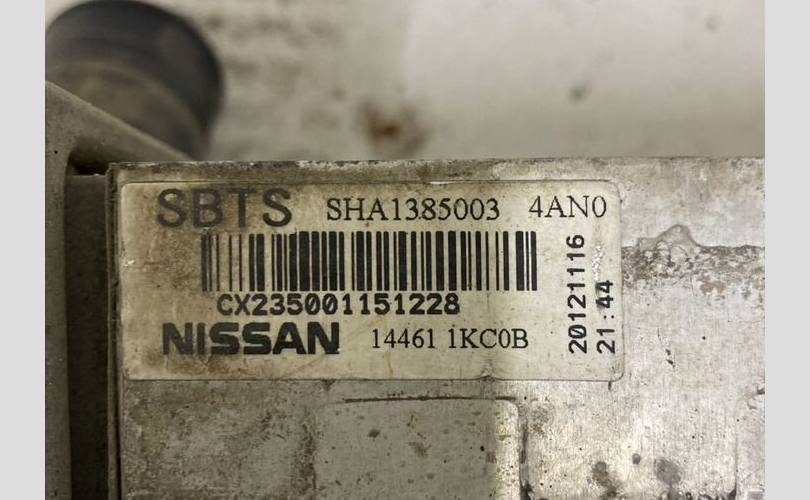 SBTS SHA1385003 4AN0
CX235001151228
NISSAN 14461 1KC0B
20121116
21:44